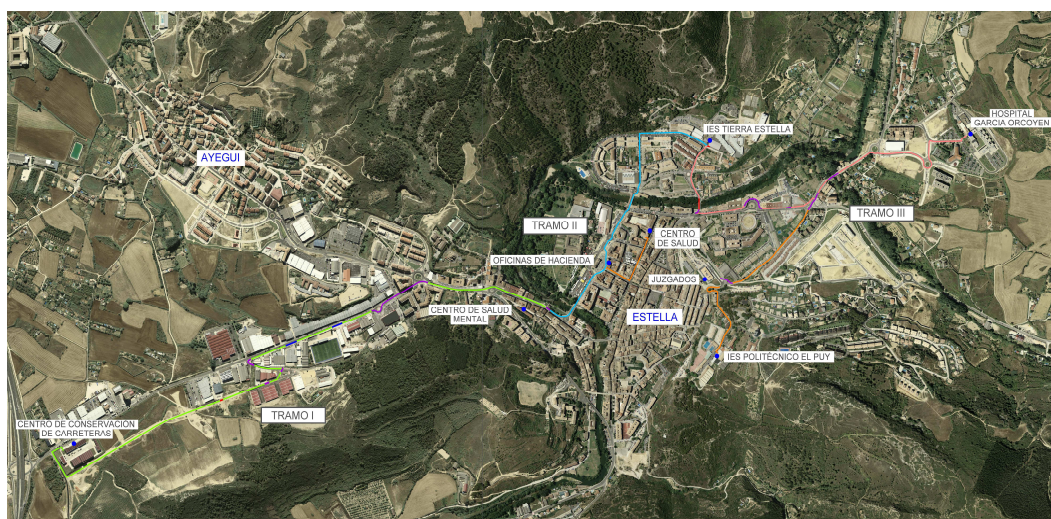 HOSPITAL
GARCIA ORCOYEN
IES TIERRA ESTELLA
AYEGUI
TRAMO III
TRAMO II
CENTRO
DE SALUD
OFICINAS DE HACIENDA
JUZGADOS
CENTRO DE SALUD
MENTAL
ESTELLA
IES POLITÉCNICO EL PUY
TRAMO I
CENTRO DE CONSERVACIÓN
DE CARRETERAS